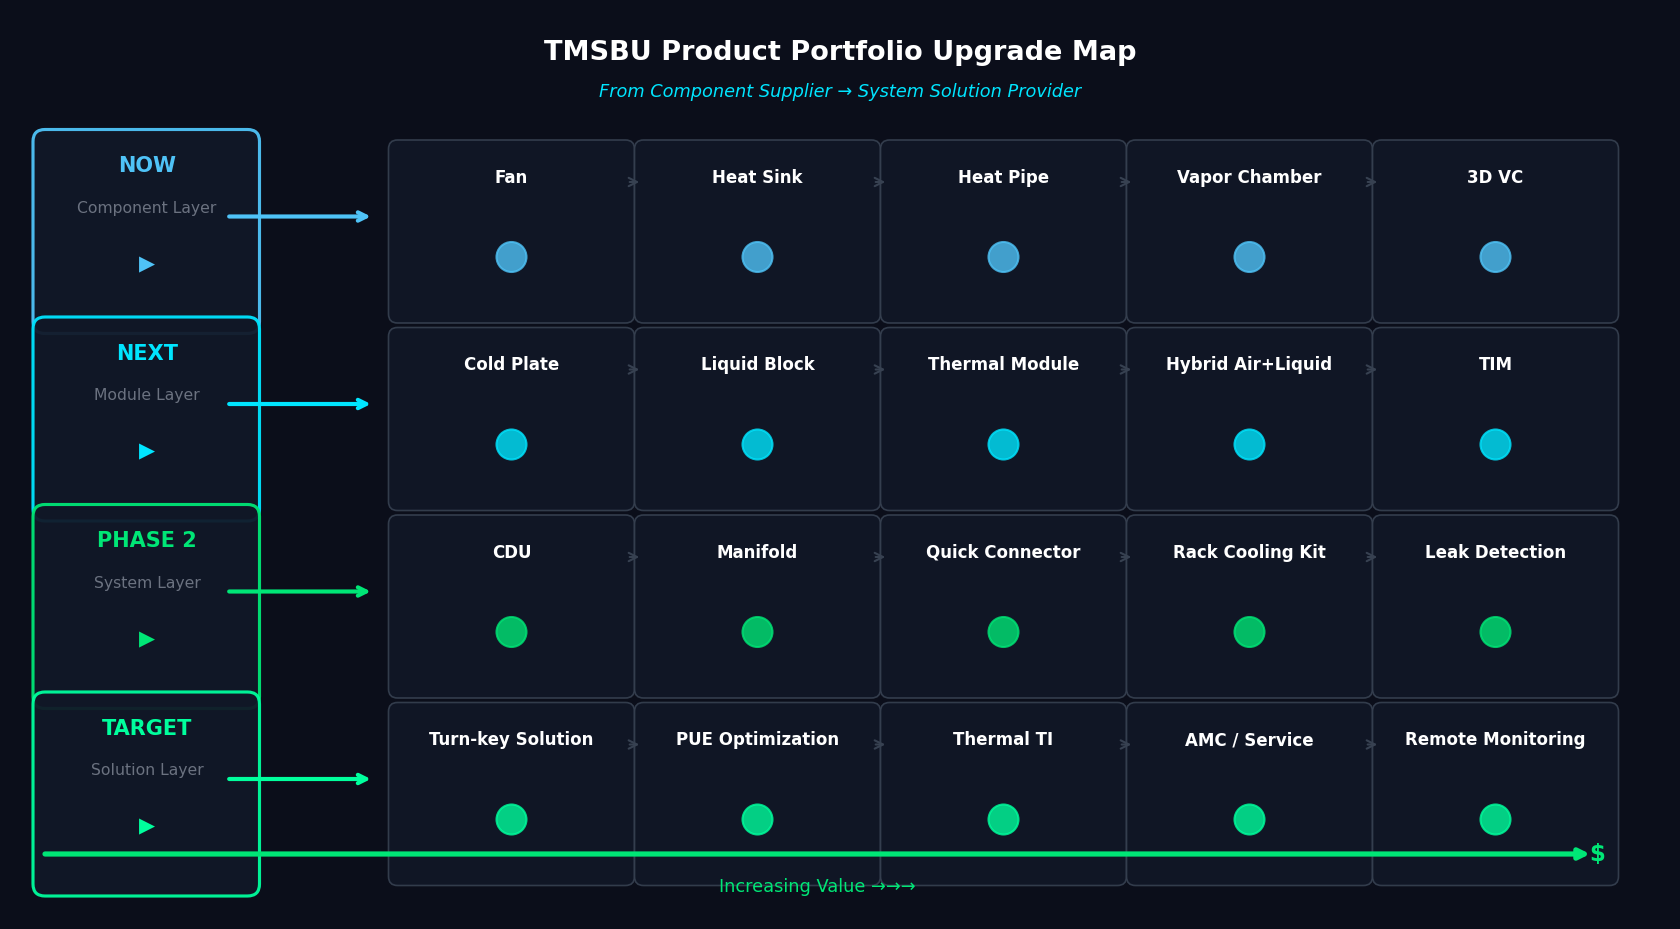 TMSBU Product Portfolio Upgrade Map
From Component Supplier → System Solution Provider
NOW
Component Layer
▶
Fan
Heat Sink
Heat Pipe
Vapor Chamber
3D VC
NEXT
Module Layer
▶
Cold Plate
Liquid Block
Thermal Module
Hybrid Air+Liquid
TIM
PHASE 2
System Layer
▶
CDU
Manifold
Quick Connector
Rack Cooling Kit
Leak Detection
TARGET
Solution Layer
▶
Turn-key Solution
PUE Optimization
Thermal TI
AMC / Service
Remote Monitoring
$
Increasing Value →→→